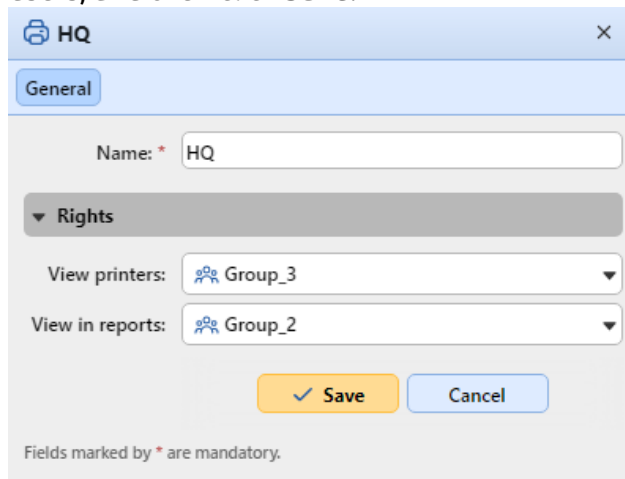 HQ
General
Name: * HQ
Rights
View printers: Group_3
View in reports: Group_2
Save Cancel
Fields marked by * are mandatory.